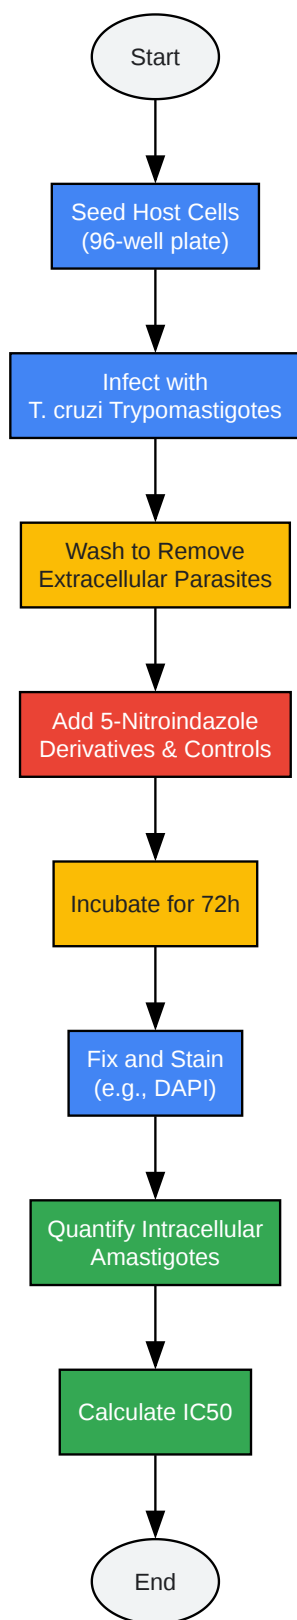 Start
Seed Host Cells
(96-well plate)
Infect with
T. cruzi Trypomastigotes
Wash to Remove
Extracellular Parasites
Add 5-Nitroindazole
Derivatives & Controls
Incubate for 72h
Fix and Stain
(e.g., DAPI)
Quantify Intracellular
Amastigotes
Calculate IC50
End